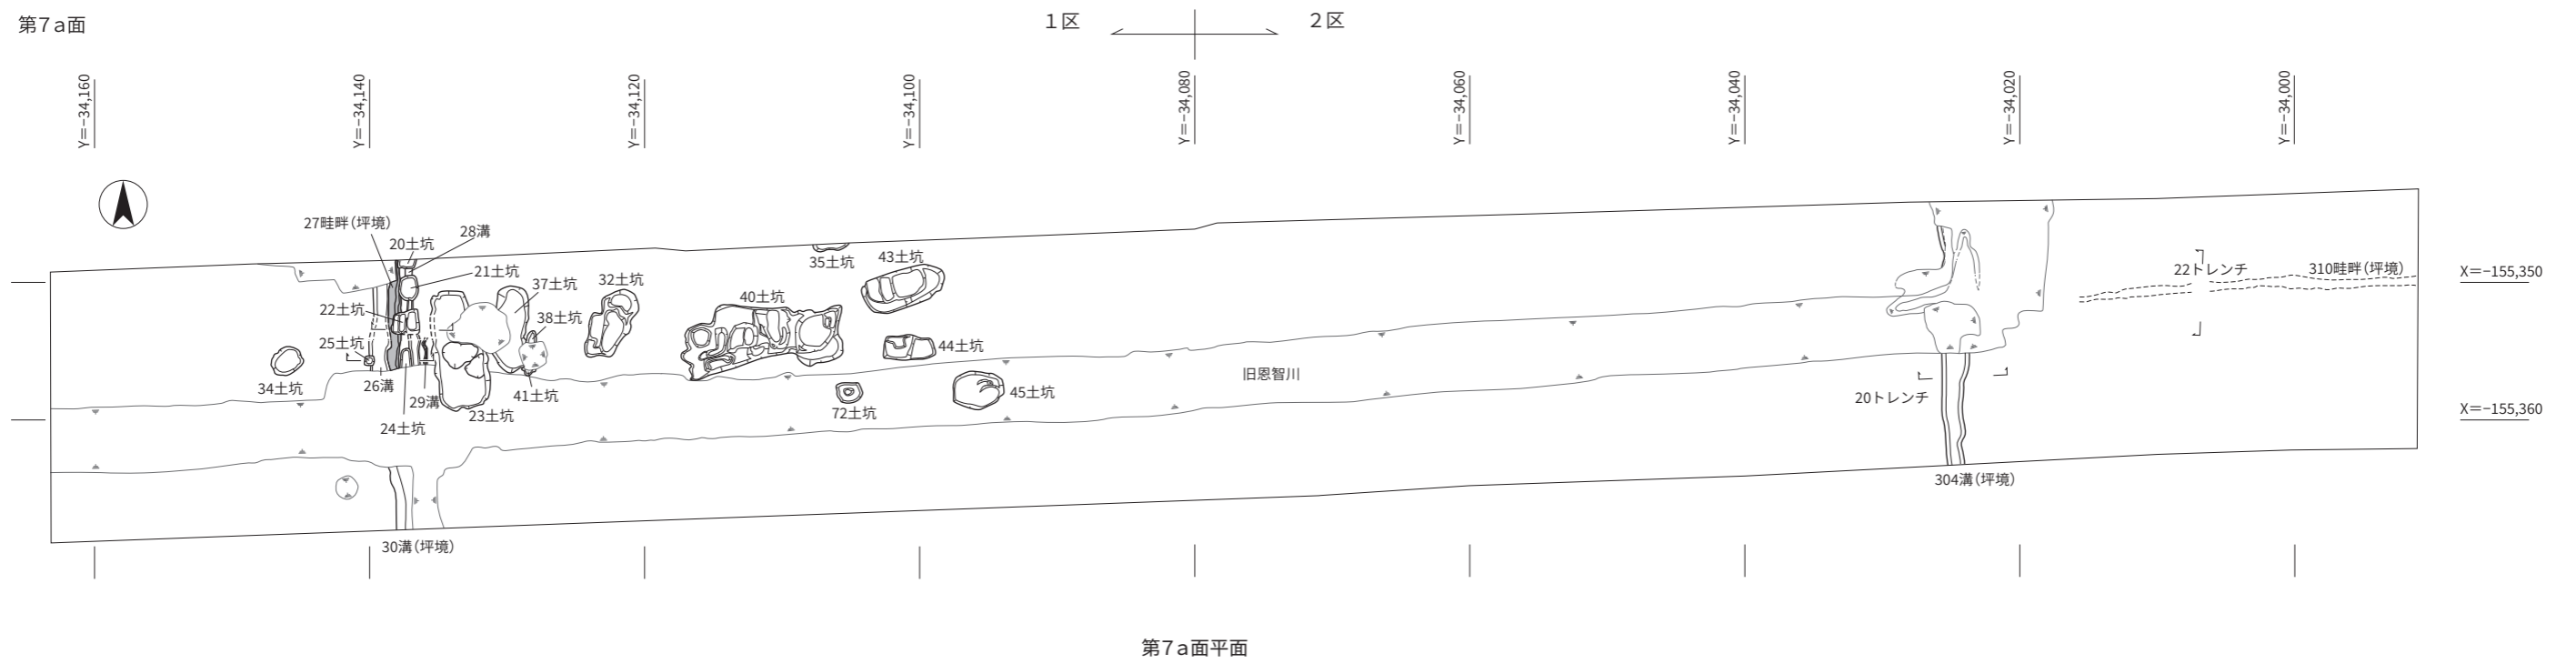 第7a面
1区
2区
Y=-34,160
Y=-34,140
Y=-34,120
Y=-34,100
Y=-34,080
Y=-34,060
Y=-34,040
Y=-34,020
Y=-34,000
27畦畔(坪境)
20土坑
28溝
21土坑
37土坑
32土坑
22土坑
38土坑
25土坑
34土坑
26溝
29溝
24土坑
23土坑
41土坑
40土坑
35土坑
43土坑
44土坑
72土坑
45土坑
旧恩智川
22トレンチ
310畦畔(坪境)
X=-155,350
20トレンチ
X=-155,360
304溝(坪境)
30溝(坪境)
第7a面平面